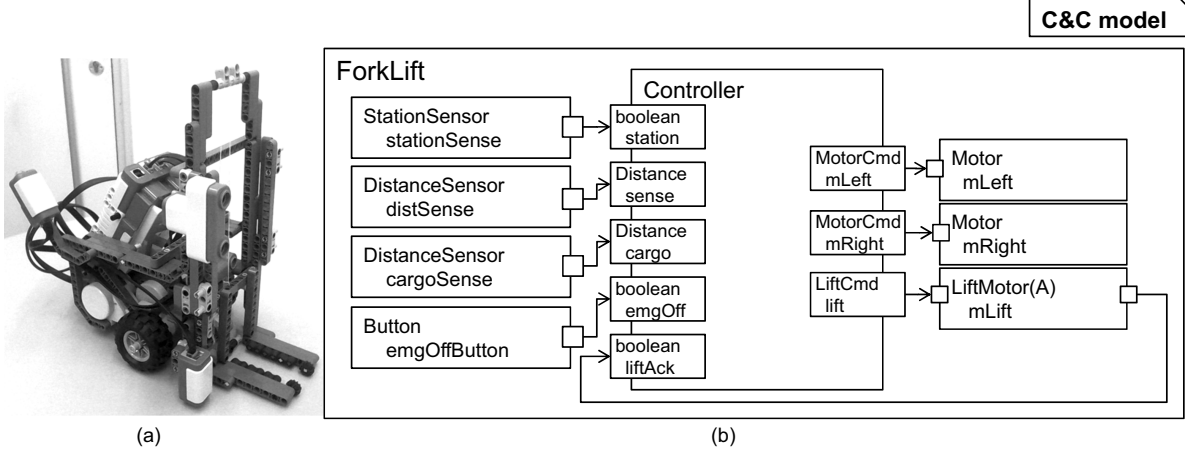 C&C model
ForkLift
Controller
StationSensor
stationSense
boolean
station
DistanceSensor
distSense
Distance
sense
DistanceSensor
cargoSense
Distance
cargo
Button
emgOffButton
boolean
emgOff
boolean
liftAck
MotorCmd
mLeft
Motor
mLeft
MotorCmd
mRight
Motor
mRight
LiftCmd
lift
LiftMotor(A)
mLift
(a)
(b)